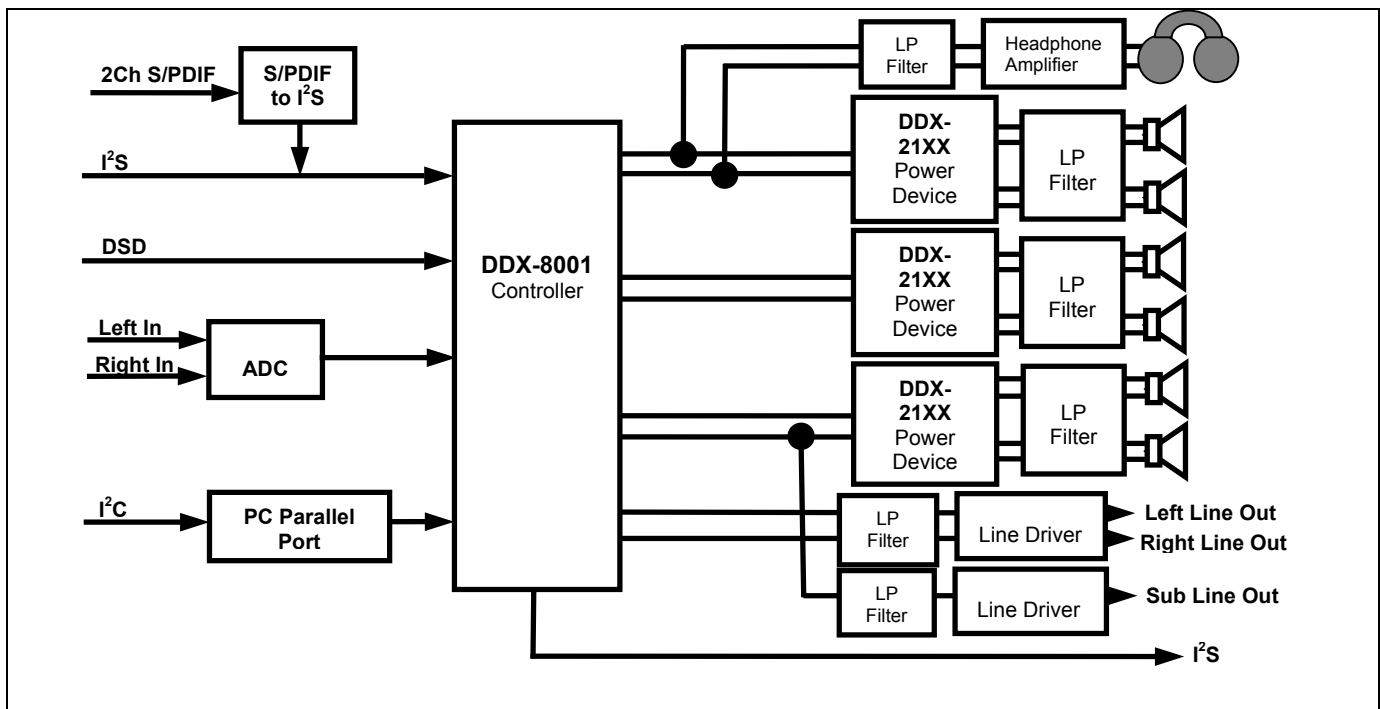 2Ch S/PDIF
S/PDIF
to I²S
I²S
DSD
Left In
Right In
ADC
I²C
PC Parallel
Port
DDX-8001
Controller
LP
Filter
Headphone
Amplifier
DDX-
21XX
Power
Device
LP
Filter
DDX-
21XX
Power
Device
LP
Filter
DDX-
21XX
Power
Device
LP
Filter
LP
Filter
Line Driver
Left Line Out
Right Line Out
LP
Filter
Line Driver
Sub Line Out
I²S